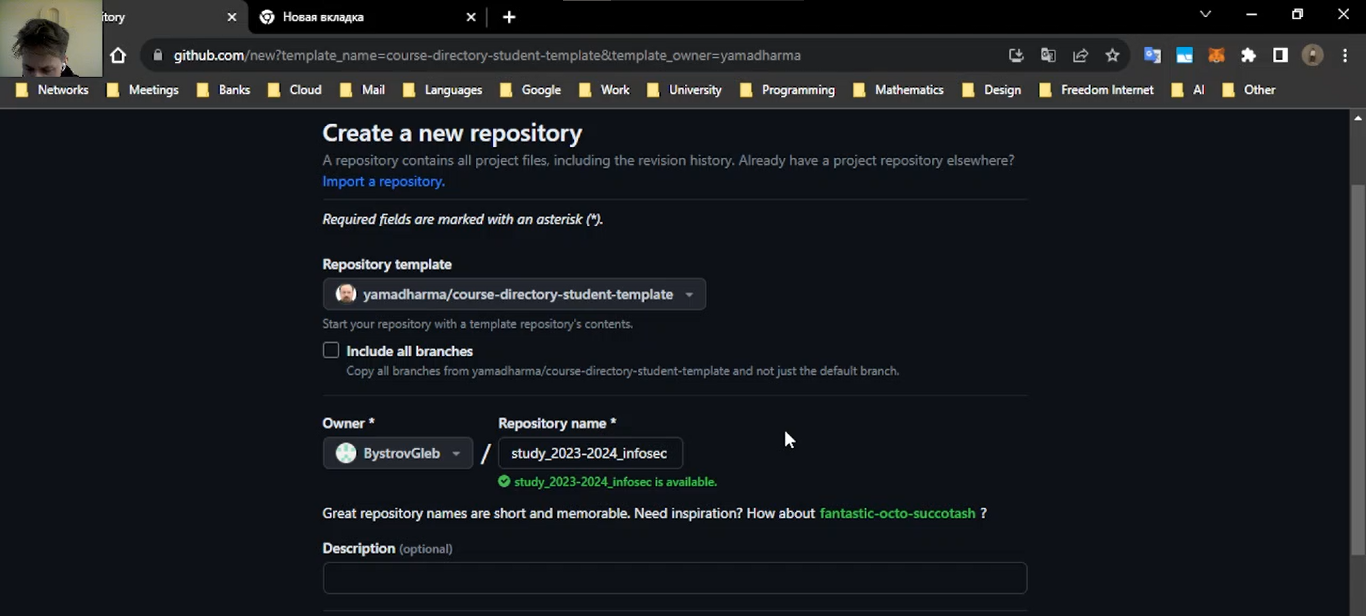 itory
Новая вкладка
github.com/new?template_name=course-directory-student-template&template_owner=yamadharma
Networks Meetings Banks Cloud Mail Languages Google Work University Programming Mathematics Design Freedom Internet AI Other
Create a new repository
A repository contains all project files, including the revision history. Already have a project repository elsewhere?
Import a repository.
Required fields are marked with an asterisk (*).
Repository template
yamadharma/course-directory-student-template
Start your repository with a template repository's contents.
Include all branches
Copy all branches from yamadharma/course-directory-student-template and not just the default branch.
Owner * Repository name *
BystrovGleb / study_2023-2024_infosec
study_2023-2024_infosec is available.
Great repository names are short and memorable. Need inspiration? How about fantastic-octo-succotash ?
Description (optional)